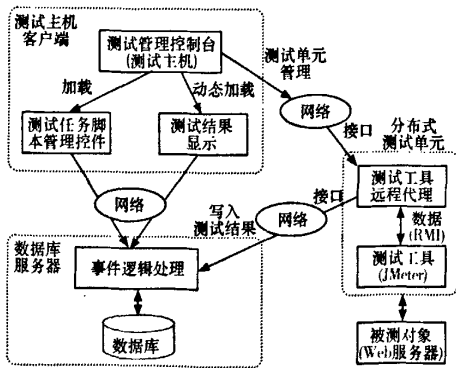 测试主机
客户端
测试管理控制台
(测试主机)
测试单元
管理
加载
动态加载
网络
测试任务脚
本管理控件
测试结果
显示
接口
分布式
测试单元
测试工具
远程代理
网络
写入
测试结果
网络
接口
数据
(RMI)
数据库
服务器
事件逻辑处理
测试工具
(JMeter)
数据库
被测对象
(Web服务器)